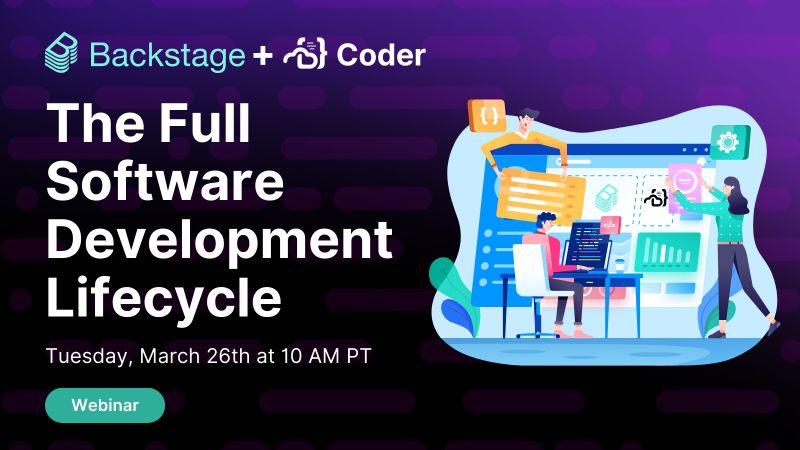 Backstage + Coder
The Full
Software
Development
Lifecycle
Tuesday, March 26th at 10 AM PT
Webinar
{ }
</>